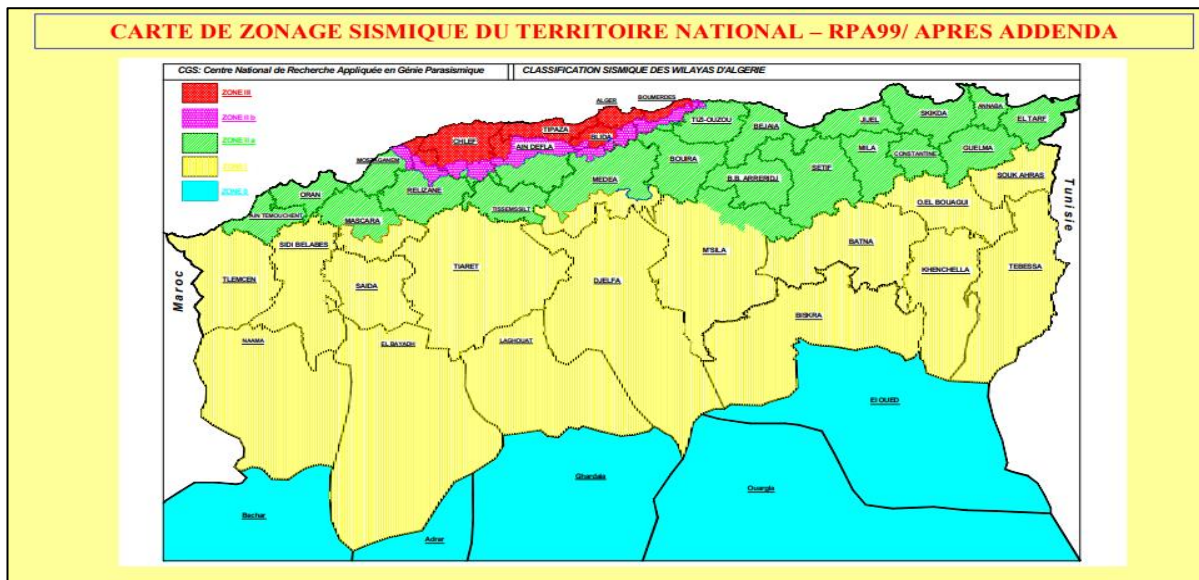 CARTE DE ZONAGE SISMIQUE DU TERRITOIRE NATIONAL – RPA99/ APRES ADDENDA
CGS: Centre National de Recherche Appliquée en Génie Parasismique
CLASSIFICATION SISMIQUE DES WILAYAS D'ALGERIE
ZONE III
ZONE II b
ZONE II a
ZONE I
ZONE 0
ALGER
BOUMERDES
TIPAZA
BLIDA
CHLEF
AIN DEFLA
TIZI-OUZOU
BEJAIA
JIJEL
SKIKDA
ANNABA
EL TARF
MOSTAGANEM
BOUIRA
MILA
CONSTANTINE
GUELMA
MEDEA
B.B. ARRERIDJ
SETIF
SOUK AHRAS
ORAN
RELIZANE
TISSEMSSILT
AIN TEMOUCHENT
MASCARA
O.EL BOUAGUI
Tunisie
SIDI BELABES
M'SILA
BATNA
TIARET
KHENCHELLA
TEBESSA
Maroc
TLEMCEN
SAIDA
DJELFA
BISKRA
NAAMA
EL BAYADH
LAGHOUAT
El OUED
Ghardaia
Ouargla
Bechar
Adrar